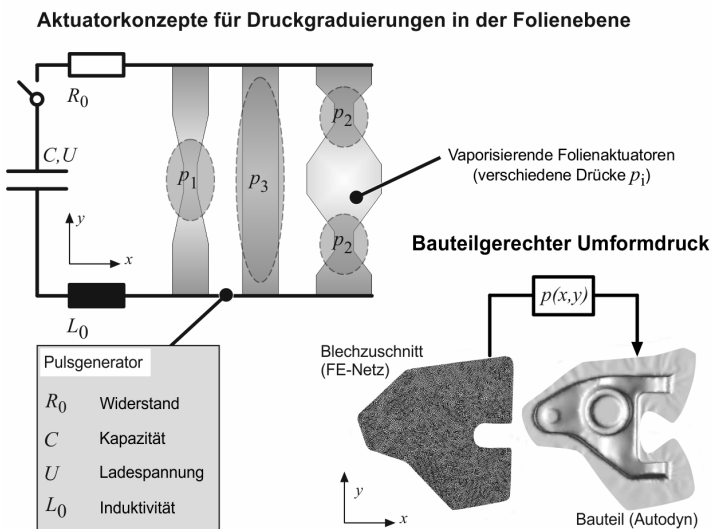 Aktuatorkonzepte für Druckgraduierungen in der Folienebene
R0
C,U
p1
p3
p2
p2
Vaporisierende Folienaktuatoren
(verschiedene Drücke pi)
y
x
L0
Bauteilgerechter Umformdruck
p(x,y)
Pulsgenerator
R0 Widerstand
C Kapazität
U Ladespannung
L0 Induktivität
Blechzuschnitt
(FE-Netz)
y
x
Bauteil (Autodyn)